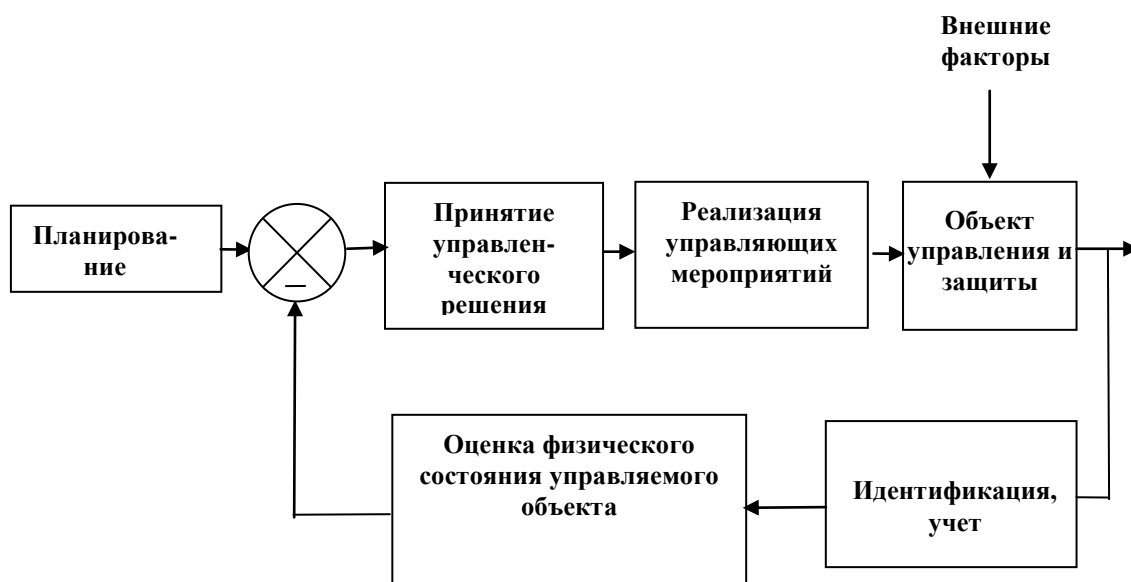 Внешние
факторы
Планирова-
ние
Принятие
управлен-
ческого
решения
Реализация
управляющих
мероприятий
Объект
управления и
защиты
Оценка физического
состояния управляемого
объекта
Идентификация,
учет